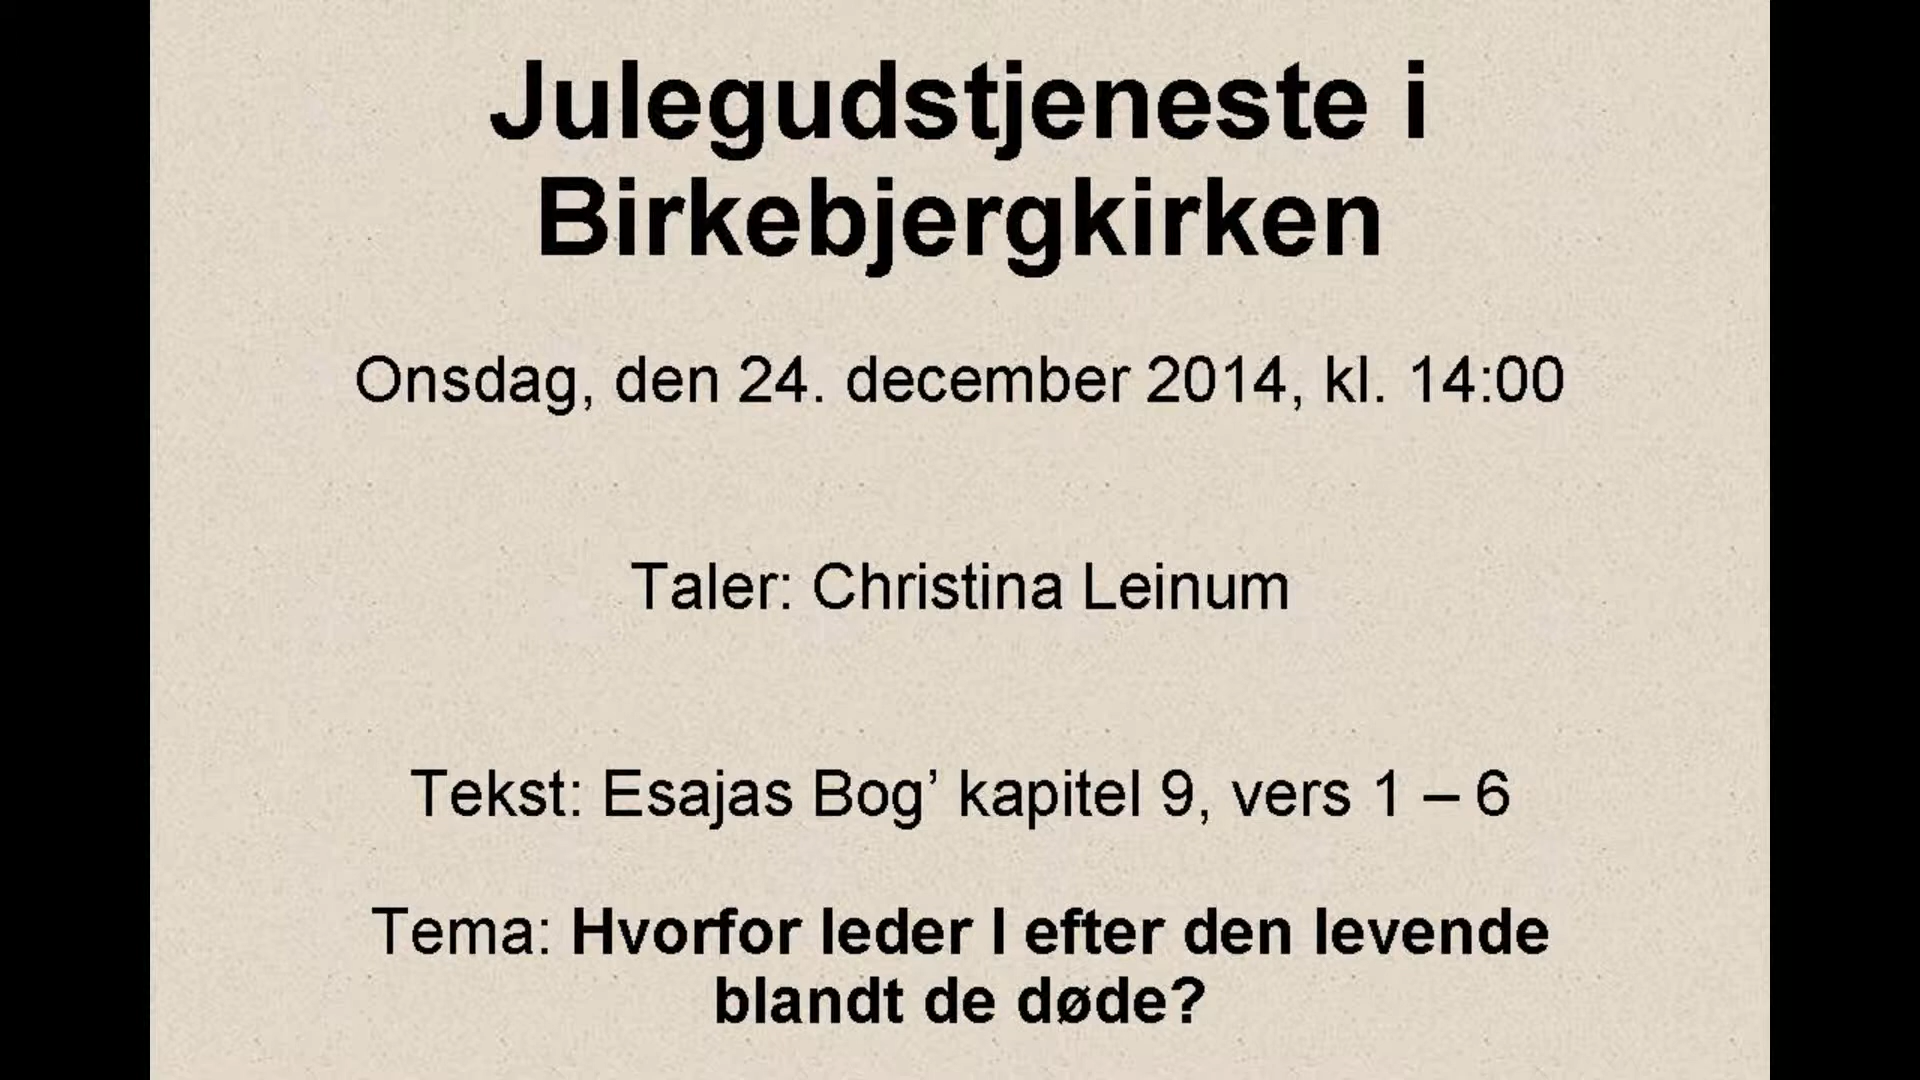 Julegudstjeneste i
Birkebjergkirken
Onsdag, den 24. december 2014, kl. 14:00
Taler: Christina Leinum
Tekst: Esajas Bog’ kapitel 9, vers 1 – 6
Tema: Hvorfor leder I efter den levende
blandt de døde?